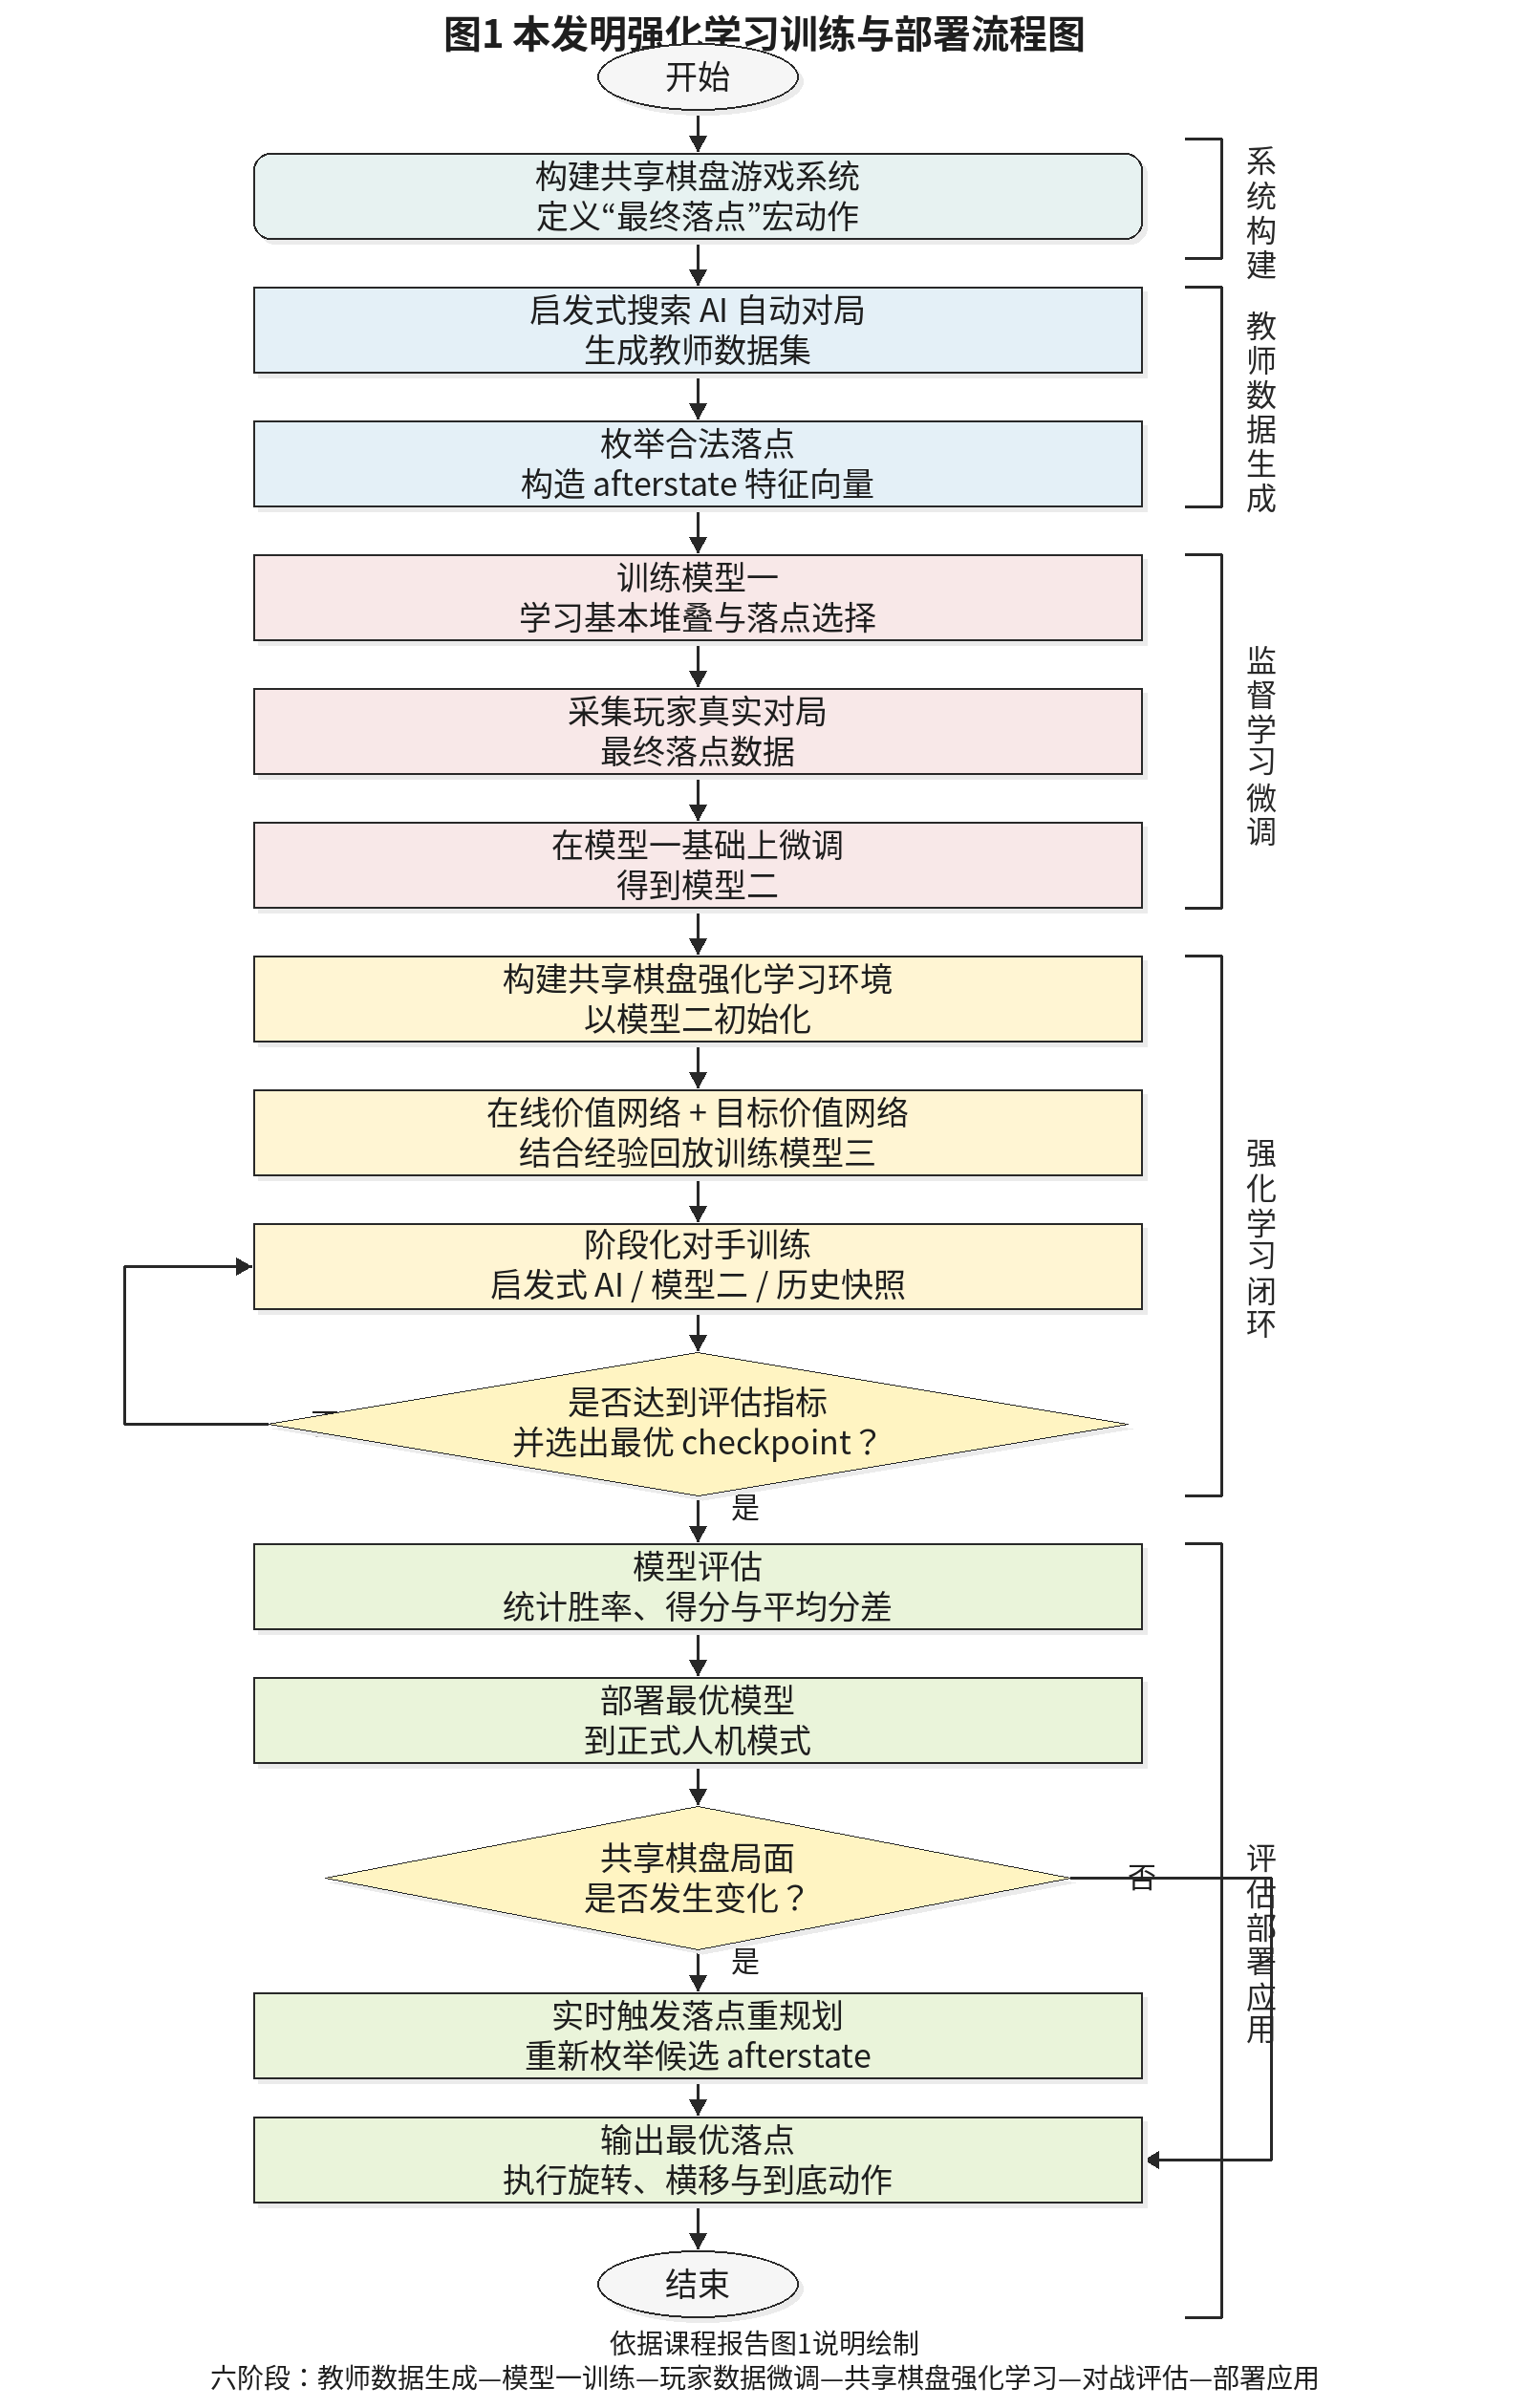 图1 本发明强化学习训练与部署流程图
开始
构建共享棋盘游戏系统
定义“最终落点”宏动作
系统构建
启发式搜索 AI 自动对局
生成教师数据集
枚举合法落点
构造 afterstate 特征向量
教师数据生成
训练模型一
学习基本堆叠与落点选择
采集玩家真实对局
最终落点数据
在模型一基础上微调
得到模型二
监督学习微调
构建共享棋盘强化学习环境
以模型二初始化
在线价值网络 + 目标价值网络
结合经验回放训练模型三
阶段化对手训练
启发式 AI / 模型二 / 历史快照
是否达到评估指标
并选出最优 checkpoint？
强化学习闭环
是
模型评估
统计胜率、得分与平均分差
部署最优模型
到正式人机模式
共享棋盘局面
是否发生变化？
否
是
评估部署应用
实时触发落点重规划
重新枚举候选 afterstate
输出最优落点
执行旋转、横移与到底动作
结束
依据课程报告图1说明绘制
六阶段：教师数据生成—模型一训练—玩家数据微调—共享棋盘强化学习—对战评估—部署应用